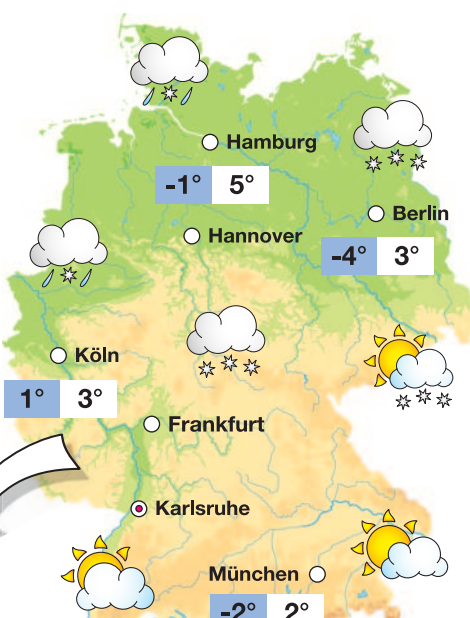 Hamburg
-1° 5°
Berlin
Hannover
-4° 3°
Köln
1° 3°
Frankfurt
Karlsruhe
München
-2° 2°